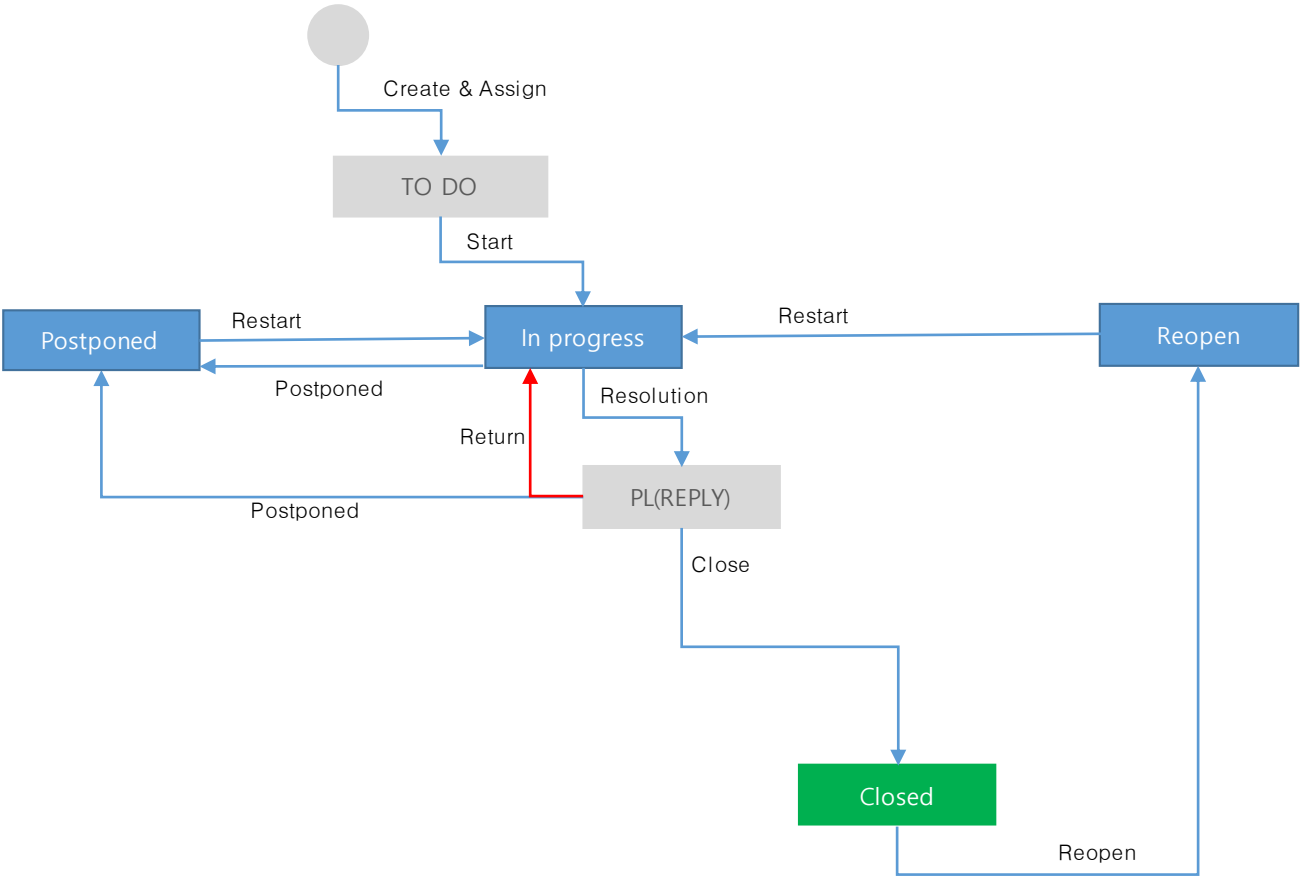 Create & Assign
TO DO
Start
Postponed
Restart
In progress
Restart
Reopen
Postponed
Resolution
Return
PL(REPLY)
Postponed
Close
Closed
Reopen